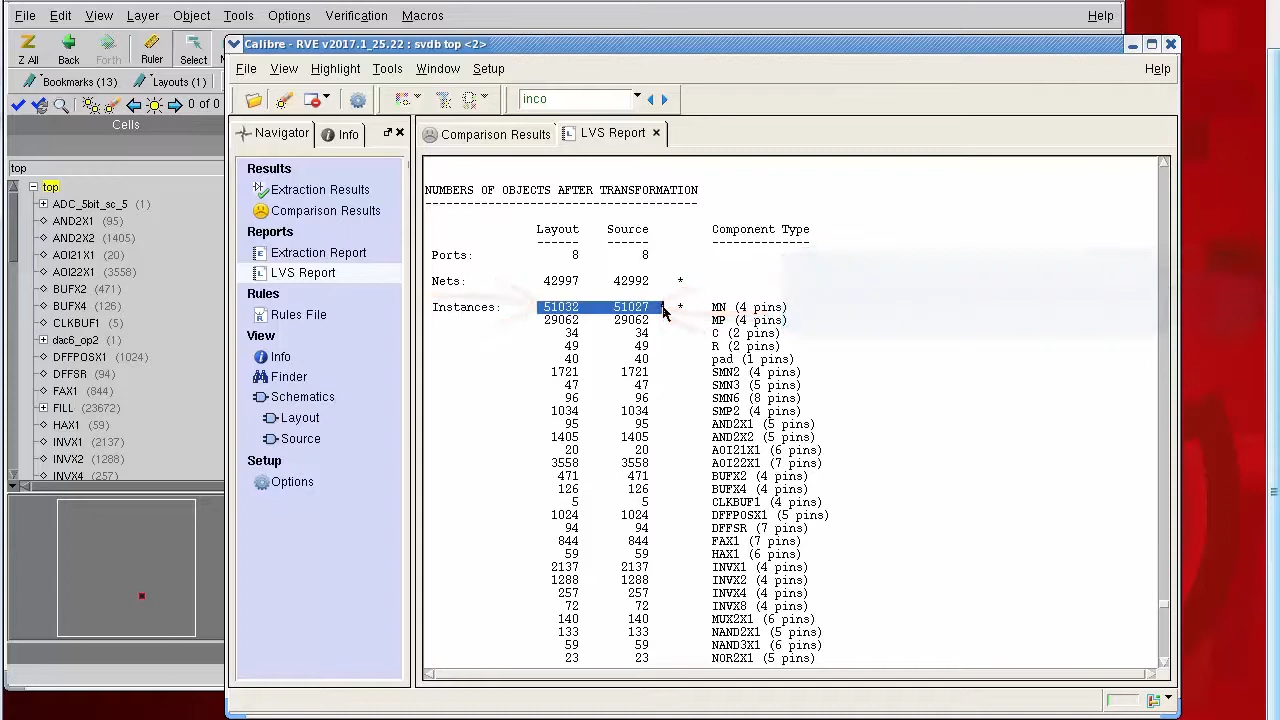 File Edit View Layer Object Tools Options Verification Macros Help
Z All Back Forth Ruler Select
Bookmarks (13) Layouts (1)
0 of 0
Cells
top
top
ADC_5bit_sc_5 (1)
AND2X1 (95)
AND2X2 (1405)
AOI21X1 (20)
AOI22X1 (3558)
BUFX2 (471)
BUFX4 (126)
CLKBUF1 (5)
dac6_op2 (1)
DFFPOSX1 (1024)
DFFSR (94)
FAX1 (844)
FILL (23672)
HAX1 (59)
INVX1 (2137)
INVX2 (1288)
INVX4 (257)
Calibre - RVE v2017.1_25.22 : svdb top <2>
File View Highlight Tools Window Setup Help
inco
Navigator Info
Results
Extraction Results
Comparison Results
Reports
Extraction Report
LVS Report
Rules
Rules File
View
Info
Finder
Schematics
Layout
Source
Setup
Options
Comparison Results LVS Report
NUMBERS OF OBJECTS AFTER TRANSFORMATION
---------------------------------------
Layout Source Component Type
------ ------ --------------
Ports: 8 8
Nets: 42997 42992 *
Instances: 51032 51027 * MN (4 pins)
29062 29062 MP (4 pins)
34 34 (2 pins)
49 49 R (2 pins)
40 40 pad (1 pins)
1721 1721 SMN2 (4 pins)
47 47 SMN3 (5 pins)
96 96 SMN6 (8 pins)
1034 1034 SMP2 (4 pins)
95 95 AND2X1 (5 pins)
1405 1405 AND2X2 (5 pins)
20 20 AOI21X1 (6 pins)
3558 3558 AOI22X1 (7 pins)
471 471 BUFX2 (4 pins)
126 126 BUFX4 (4 pins)
5 5 CLKBUF1 (4 pins)
1024 1024 DFFPOSX1 (5 pins)
94 94 DFFSR (7 pins)
844 844 FAX1 (7 pins)
59 59 HAX1 (6 pins)
2137 2137 INVX1 (4 pins)
1288 1288 INVX2 (4 pins)
257 257 INVX4 (4 pins)
72 72 INVX8 (4 pins)
140 140 MUX2X1 (6 pins)
133 133 NAND2X1 (5 pins)
59 59 NAND3X1 (6 pins)
23 23 NOR2X1 (5 pins)